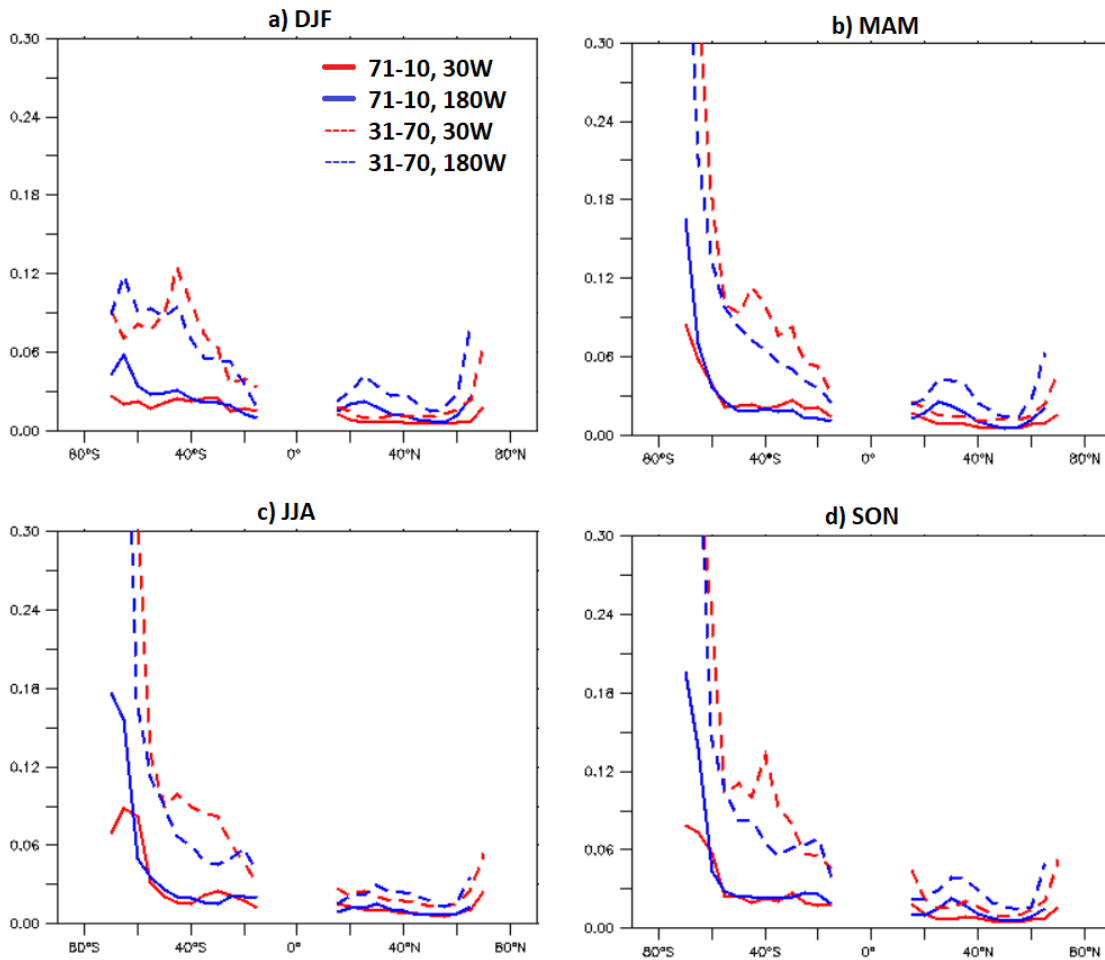 a) DJF
b) MAM
0.30
0.24
0.18
0.12
0.06
0.00
71-10, 30W
71-10, 180W
31-70, 30W
31-70, 180W
80°S
40°S
0°
40°N
80°N
0.30
0.24
0.18
0.12
0.06
0.00
80°S
40°S
0°
40°N
80°N
c) JJA
d) SON
0.30
0.24
0.18
0.12
0.06
0.00
80°S
40°S
0°
40°N
80°N
0.30
0.24
0.18
0.12
0.06
0.00
80°S
40°S
0°
40°N
80°N